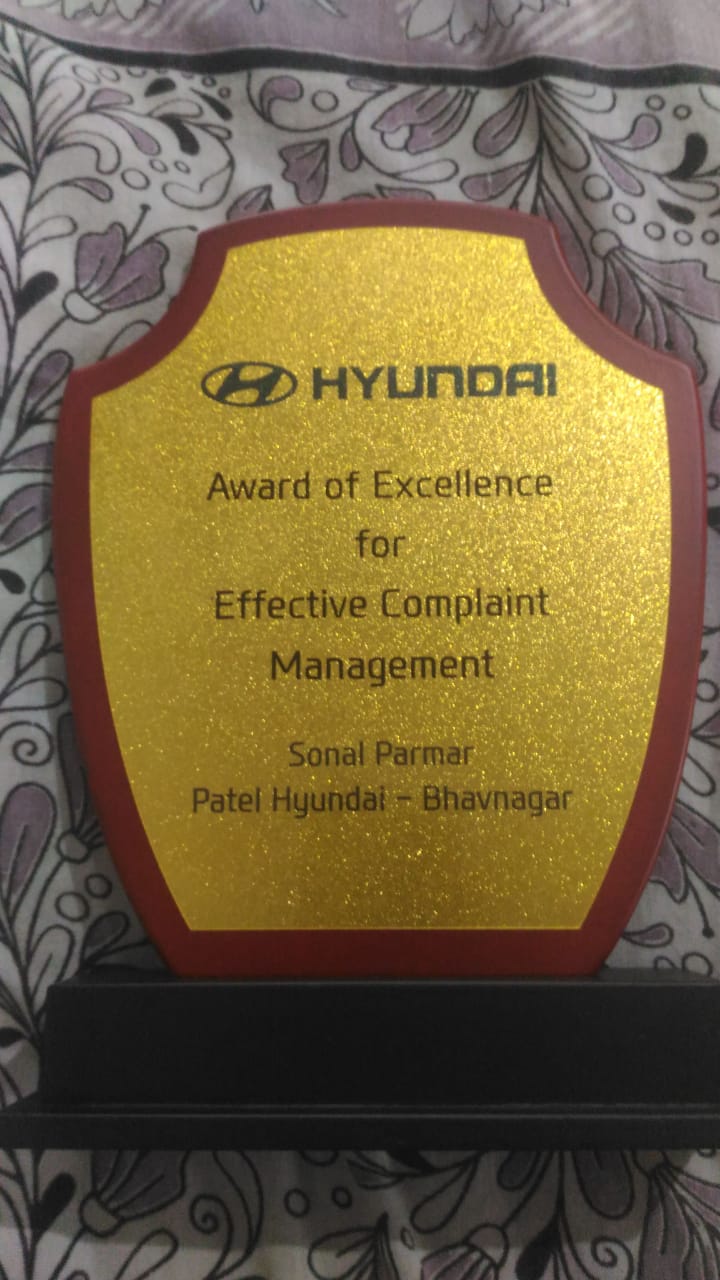 HYUNDAI
Award of Excellence
for
Effective Complaint
Management
Sonal Parmar
Patel Hyundai - Bhavnagar